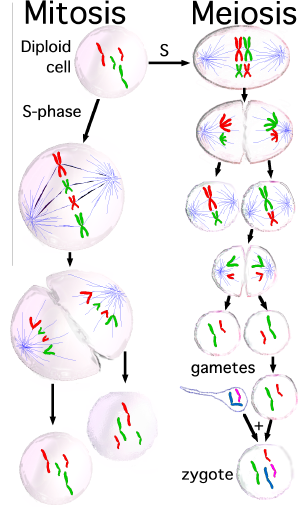 Mitosis
Meiosis
Diploid
cell
S
S-phase
gametes
+
zygote